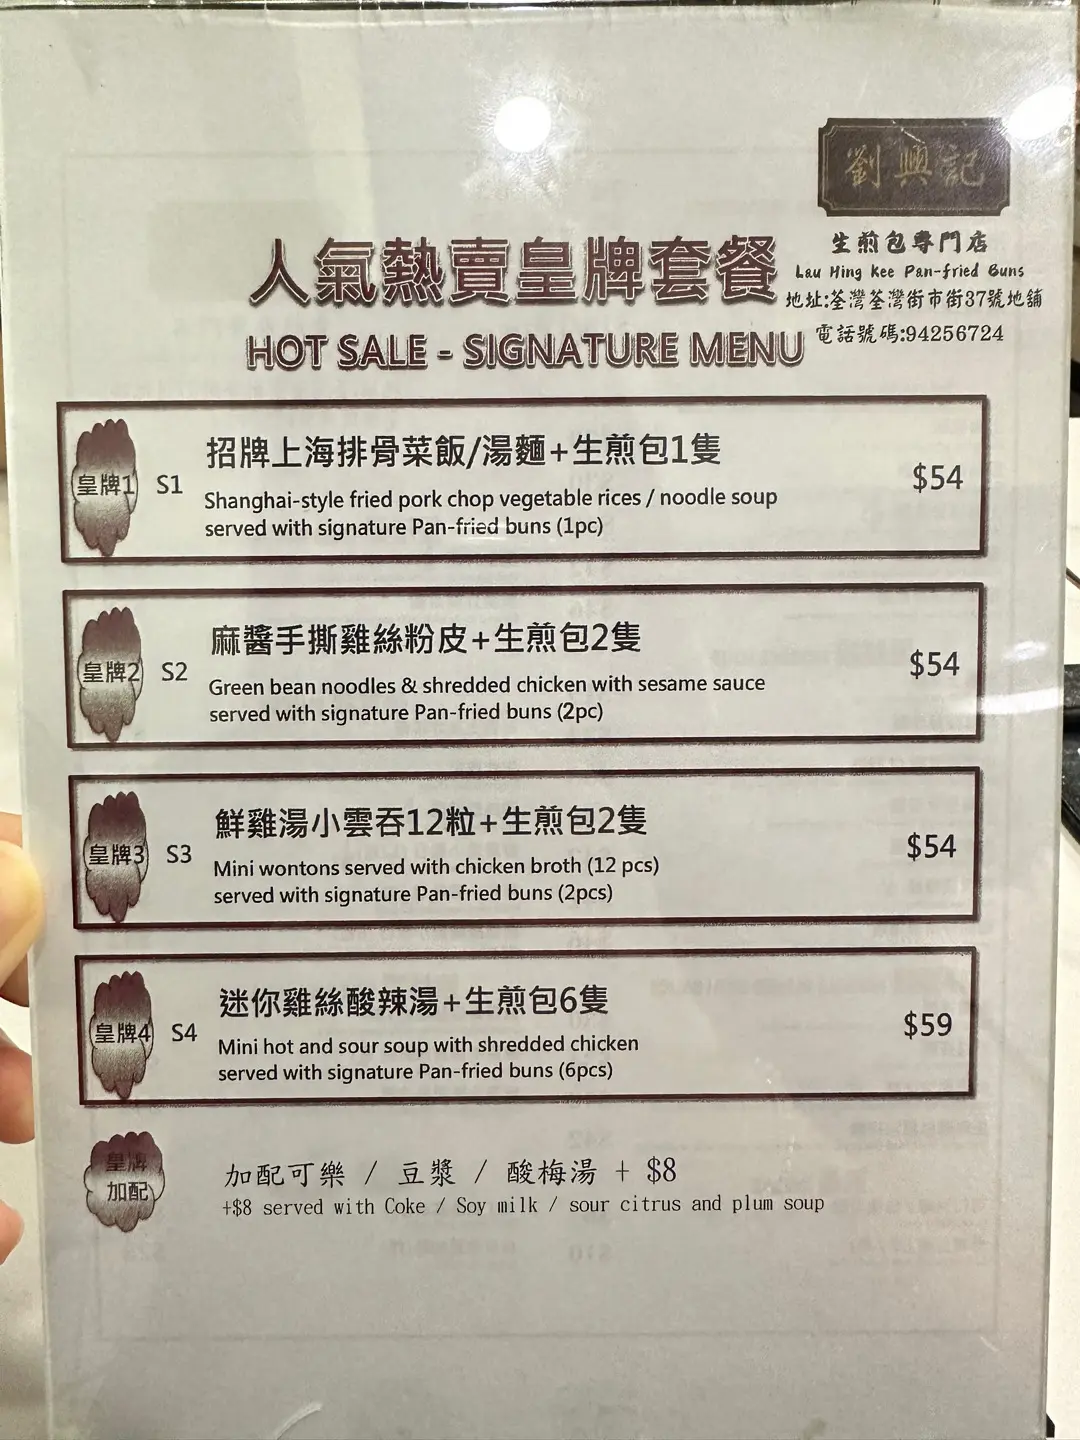 劉興記
生煎包專門店
Lau Hing Kee Pan-fried Buns
地址:荃灣荃灣街市街37號地舖
電話號碼:94256724
人氣熱賣皇牌套餐
HOT SALE - SIGNATURE MENU
皇牌1 S1 招牌上海排骨菜飯/湯麵+生煎包1隻 $54
Shanghai-style fried pork chop vegetable rices / noodle soup
served with signature Pan-fried buns (1pc)
皇牌2 S2 麻醬手撕雞絲粉皮+生煎包2隻 $54
Green bean noodles & shredded chicken with sesame sauce
served with signature Pan-fried buns (2pc)
皇牌3 S3 鮮雞湯小雲吞12粒+生煎包2隻 $54
Mini wontons served with chicken broth (12 pcs)
served with signature Pan-fried buns (2pcs)
皇牌4 S4 迷你雞絲酸辣湯+生煎包6隻 $59
Mini hot and sour soup with shredded chicken
served with signature Pan-fried buns (6pcs)
皇牌
加配
加配可樂 / 豆漿 / 酸梅湯 + $8
+$8 served with Coke / Soy milk / sour citrus and plum soup